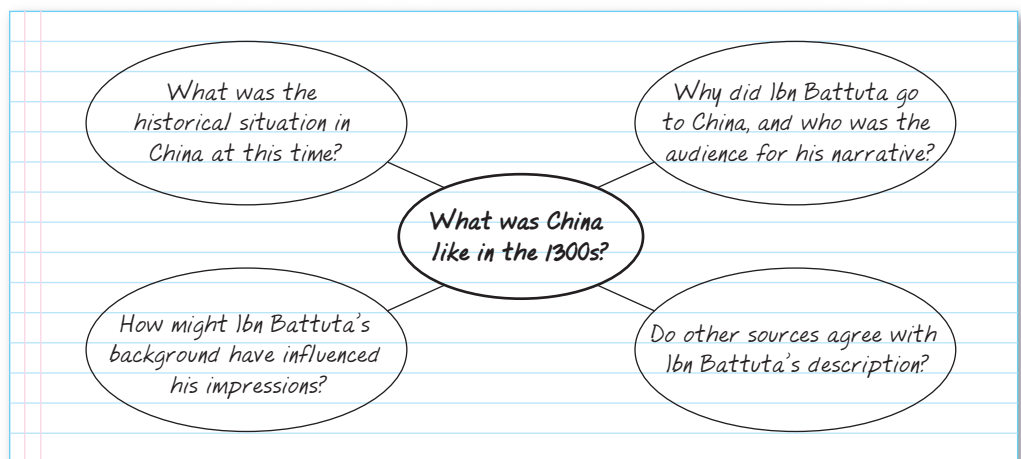 What was the
historical situation in
China at this time?
Why did Ibn Battuta go
to China, and who was the
audience for his narrative?
What was China
like in the 1300s?
How might Ibn Battuta's
background have influenced
his impressions?
Do other sources agree with
Ibn Battuta's description?